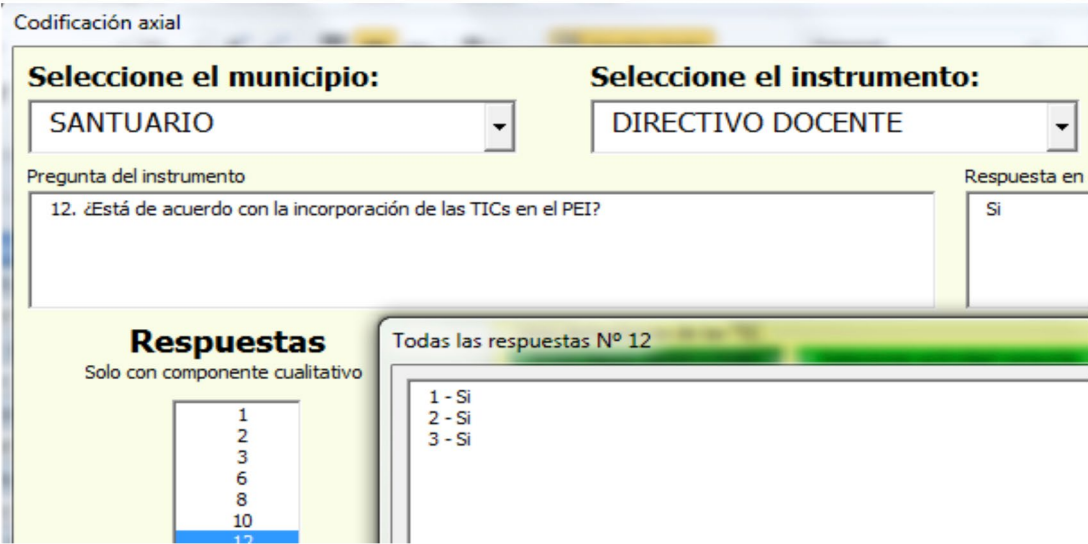 Codificación axial
Seleccione el municipio:
Seleccione el instrumento:
SANTUARIO
DIRECTIVO DOCENTE
Pregunta del instrumento
Respuesta en
12. ¿Está de acuerdo con la incorporación de las TICs en el PEI?
Si
Respuestas
Solo con componente cualitativo
1
2
3
6
8
10
12
Todas las respuestas Nº 12
1 - Si
2 - Si
3 - Si